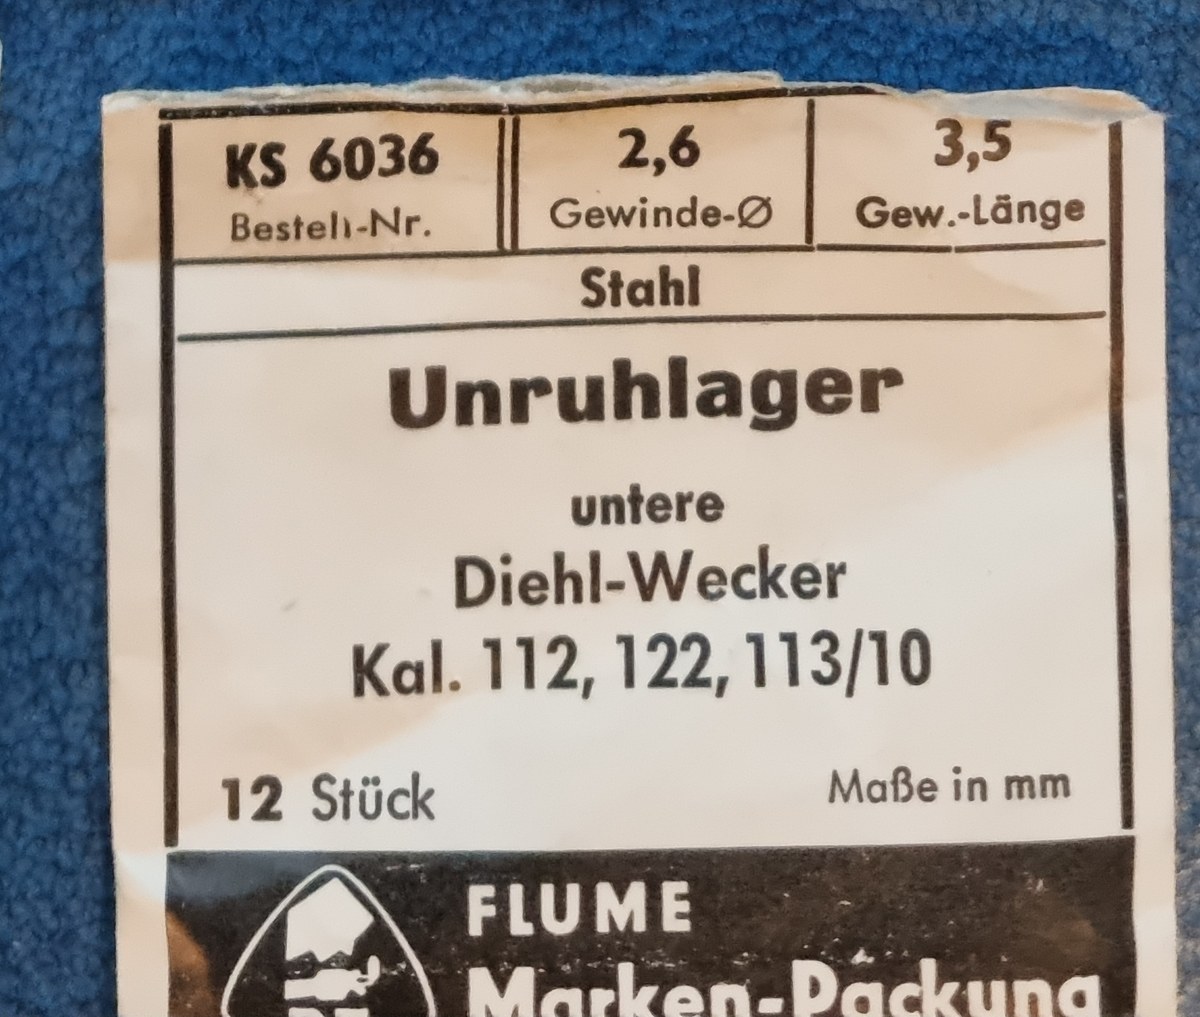 KS 6036 2,6 3,5
Bestell-Nr. Gewinde-Ø Gew.-Länge
Stahl
Unruhlager
untere
Diehl-Wecker
Kal. 112, 122, 113/10
12 Stück Maße in mm
FLUME
Marken-Packung